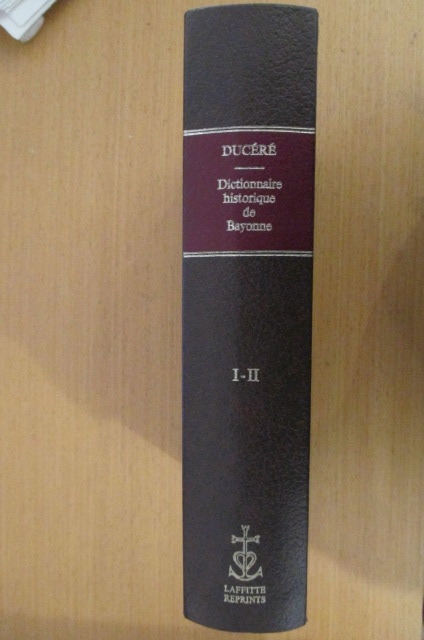 DUCÉRÉ
Dictionnaire
historique
de
Bayonne
I-II
LAFFITTE
REPRINTS